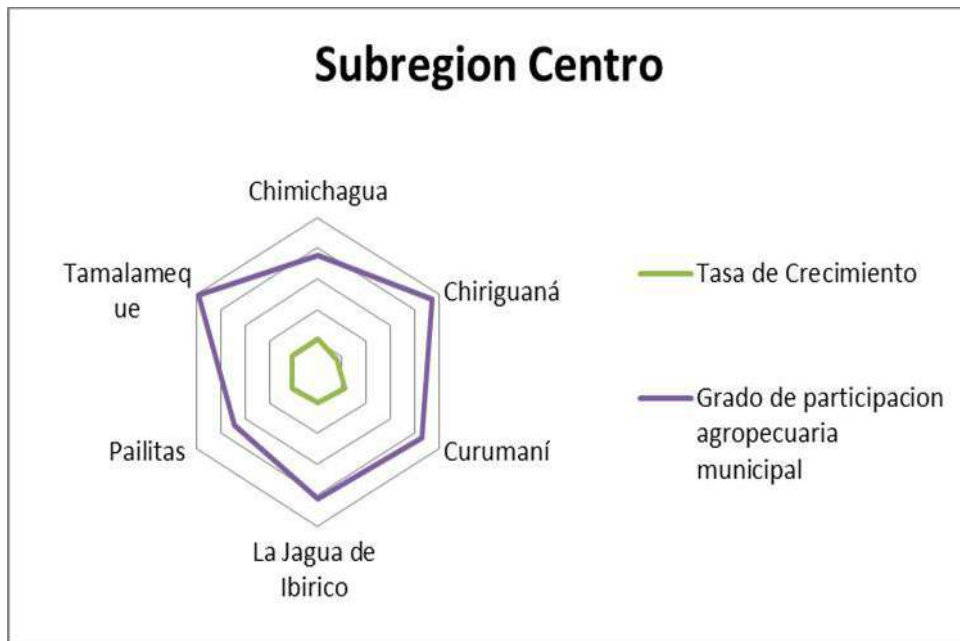 Subregion Centro
Chimichagua
Tamalameq
ue
Chiriguaná
Pailitas
Curumaní
La Jagua de
Ibirico
Tasa de Crecimiento
Grado de participacion
agropecuaria
municipal